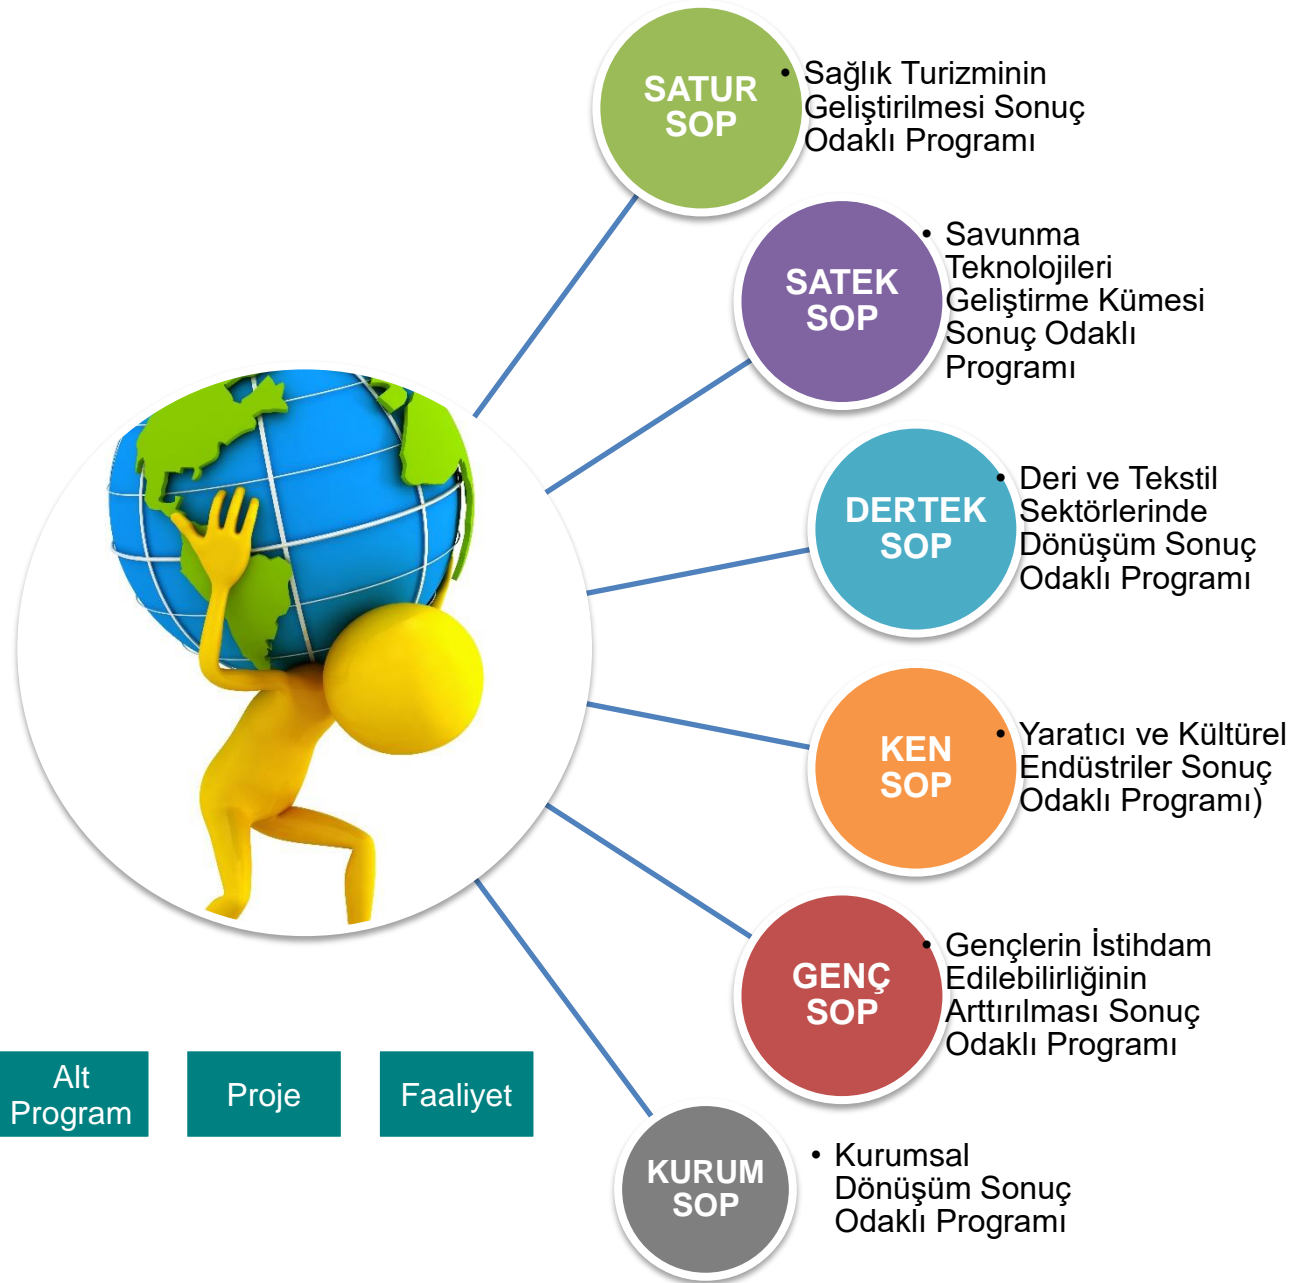 SATUR
SOP
• Sağlık Turizminin
Geliştirilmesi Sonuç
Odaklı Programı
SATEK
SOP
• Savunma
Teknolojileri
Geliştirme Kümesi
Sonuç Odaklı
Programı
DERTEK
SOP
• Deri ve Tekstil
Sektörlerinde
Dönüşüm Sonuç
Odaklı Programı
KEN
SOP
• Yaratıcı ve Kültürel
Endüstriler Sonuç
Odaklı Programı)
GENÇ
SOP
• Gençlerin İstihdam
Edilebilirliğinin
Arttırılması Sonuç
Odaklı Programı
KURUM
SOP
• Kurumsal
Dönüşüm Sonuç
Odaklı Programı
Alt
Program
Proje
Faaliyet